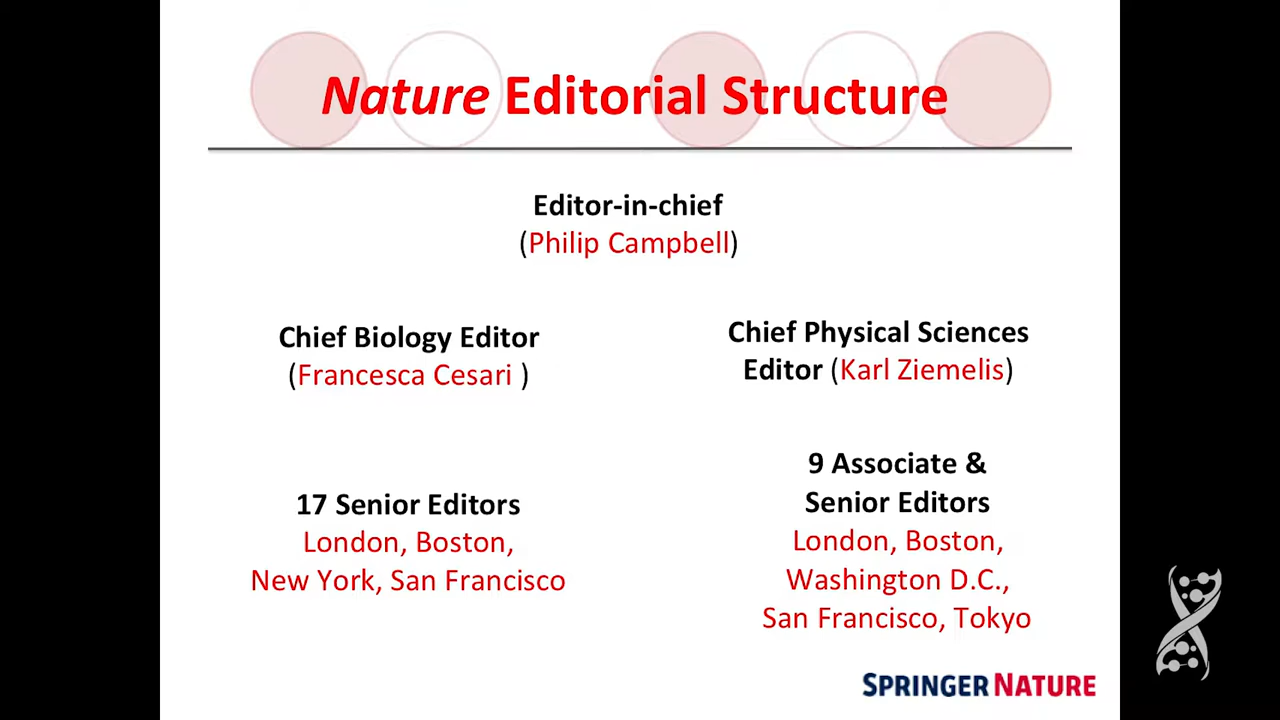 Nature Editorial Structure
Editor-in-chief
(Philip Campbell)
Chief Biology Editor
(Francesca Cesari )
Chief Physical Sciences
Editor (Karl Ziemelis)
17 Senior Editors
London, Boston,
New York, San Francisco
9 Associate &
Senior Editors
London, Boston,
Washington D.C.,
San Francisco, Tokyo
SPRINGER NATURE